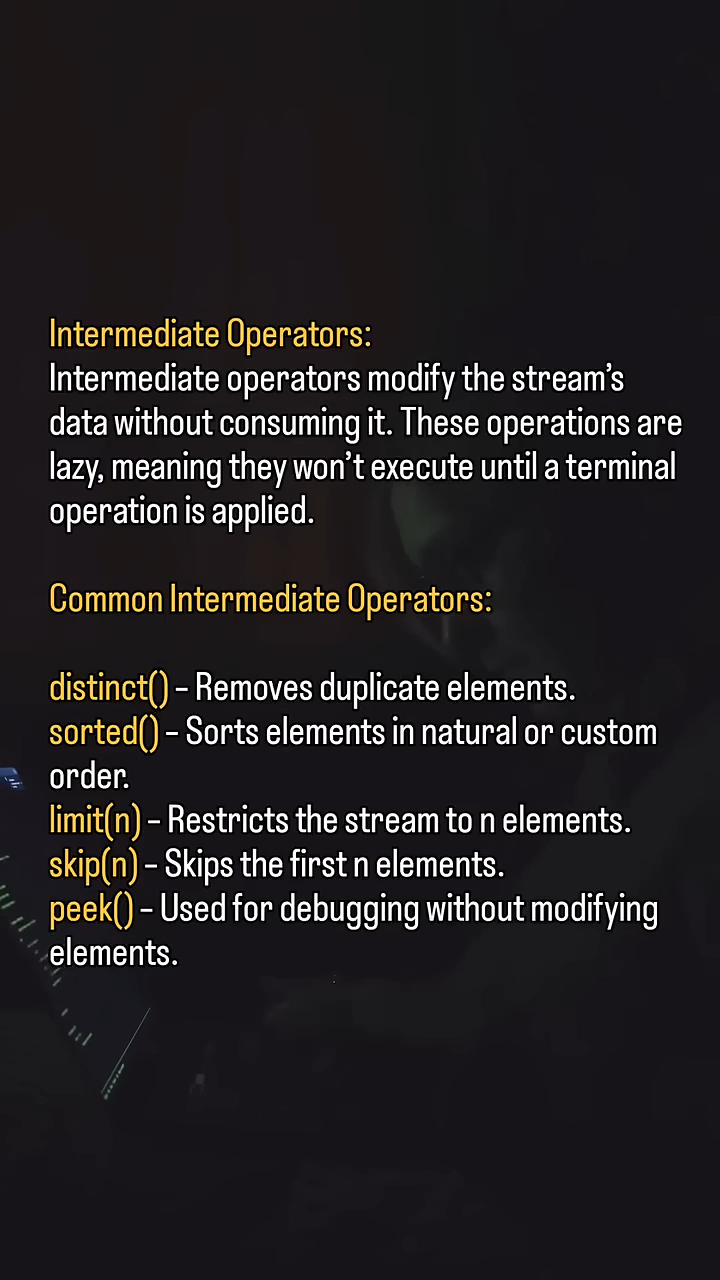 Intermediate Operators:
Intermediate operators modify the stream’s
data without consuming it. These operations are
lazy, meaning they won’t execute until a terminal
operation is applied.
Common Intermediate Operators:
distinct() – Removes duplicate elements.
sorted() – Sorts elements in natural or custom
order.
limit(n) – Restricts the stream to n elements.
skip(n) – Skips the first n elements.
peek() – Used for debugging without modifying
elements.